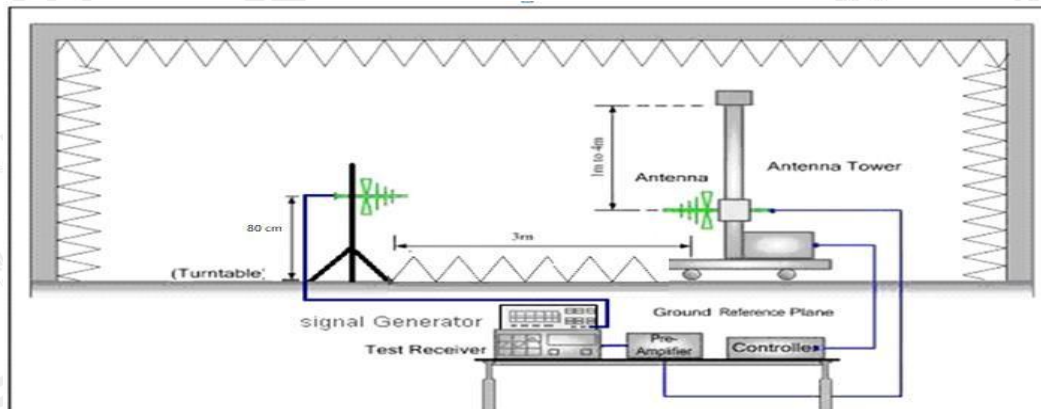 1m to 4m
Antenna Tower
Antenna
80 cm
3m
(Turntable)
signal Generator
Ground Reference Plane
Test Receiver
Pre-
Amplifier
Controller